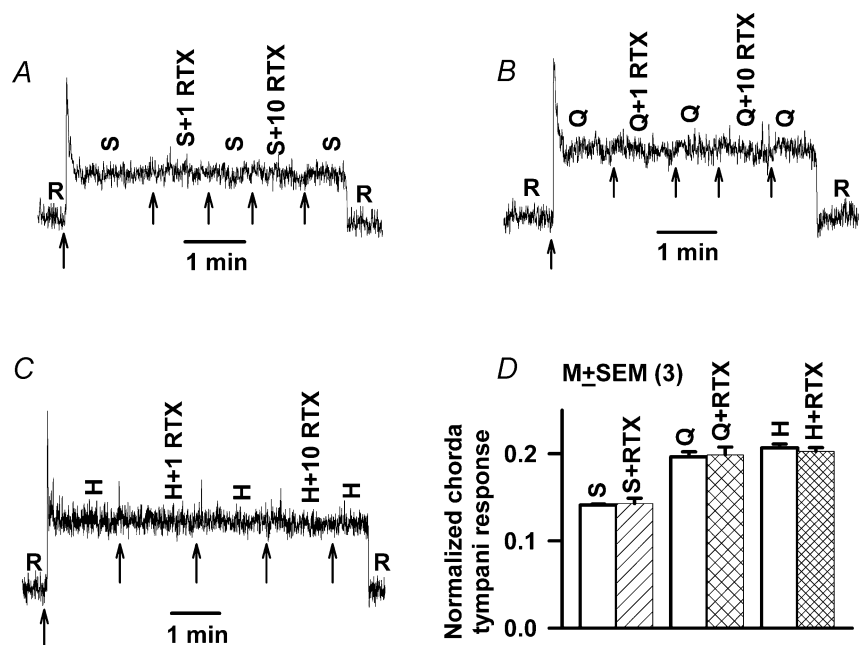 A
R
S
S+1 RTX
S
S+10 RTX
S
R
1 min
B
R
Q
Q+1 RTX
Q
Q+10 RTX
Q
R
1 min
C
R
H
H+1 RTX
H
H+10 RTX
H
R
1 min
D
M+SEM (3)
Normalized chorda
tympani response
0.2
0.1
0.0
S
S+RTX
Q
Q+RTX
H
H+RTX